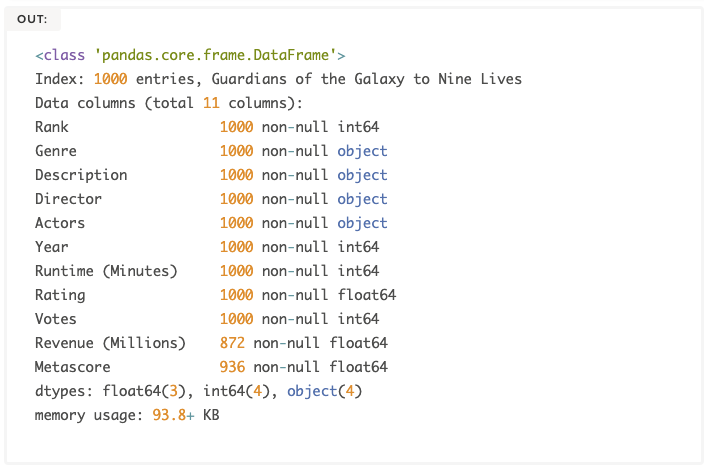 OUT:
<class 'pandas.core.frame.DataFrame'>
Index: 1000 entries, Guardians of the Galaxy to Nine Lives
Data columns (total 11 columns):
Rank                  1000 non-null int64
Genre                 1000 non-null object
Description           1000 non-null object
Director              1000 non-null object
Actors                1000 non-null object
Year                  1000 non-null int64
Runtime (Minutes)     1000 non-null int64
Rating                1000 non-null float64
Votes                 1000 non-null int64
Revenue (Millions)    872 non-null float64
Metascore             936 non-null float64
dtypes: float64(3), int64(4), object(4)
memory usage: 93.8+ KB